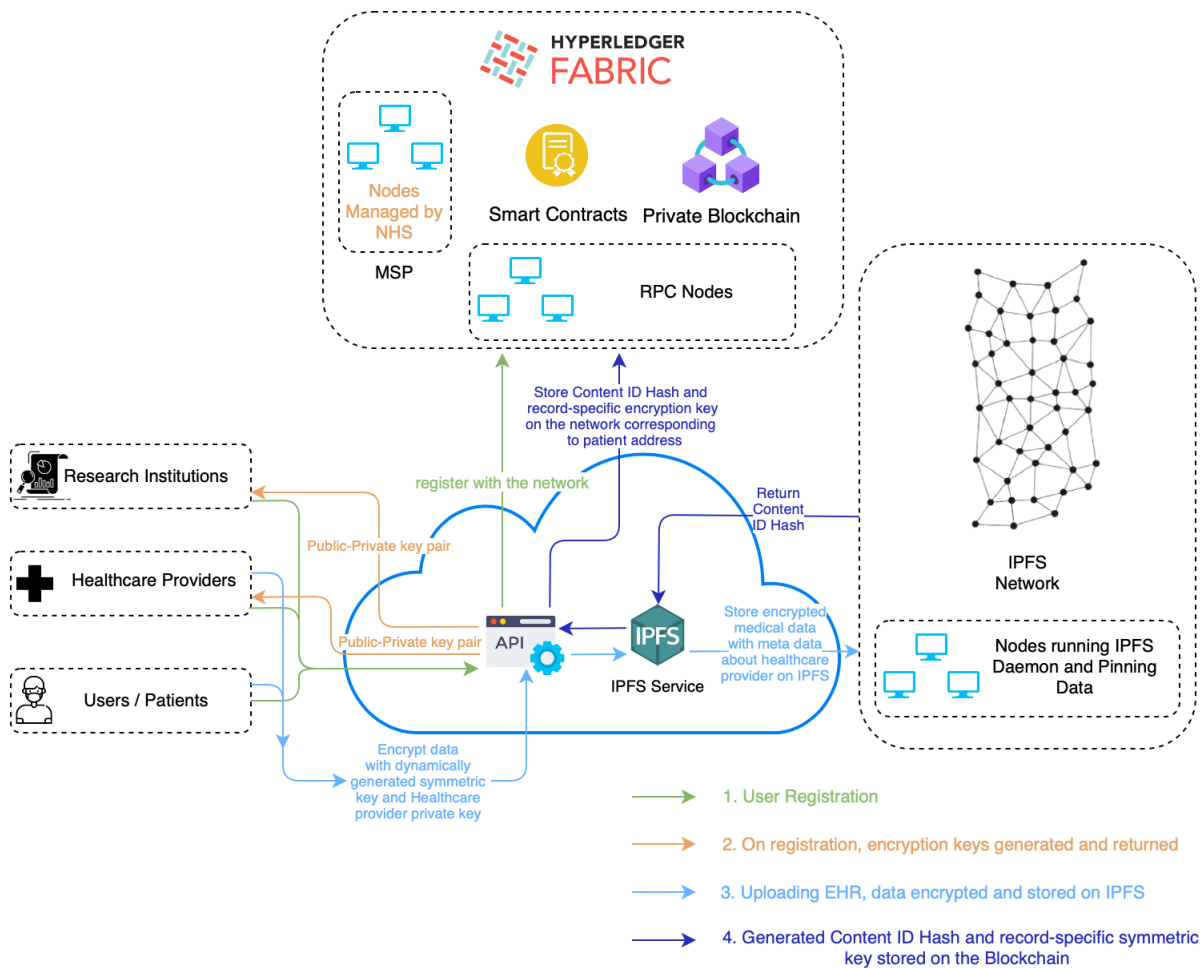 HYPERLEDGER
FABRIC
Nodes
Managed by
NHS
MSP
Smart Contracts
Private Blockchain
RPC Nodes
Store Content ID Hash and
record-specific encryption key
on the network corresponding
to patient address
register with the network
Research Institutions
Public-Private key pair
Healthcare Providers
Public-Private key pair
Users / Patients
API
IPFS
IPFS Service
Return
Content
ID Hash
Store encrypted
medical data
with meta data
about healthcare
provider on IPFS
IPFS
Network
Nodes running IPFS
Daemon and Pinning
Data
Encrypt data
with dynamically
generated symmetric
key and Healthcare
provider private key
1. User Registration
2. On registration, encryption keys generated and returned
3. Uploading EHR, data encrypted and stored on IPFS
4. Generated Content ID Hash and record-specific symmetric
key stored on the Blockchain